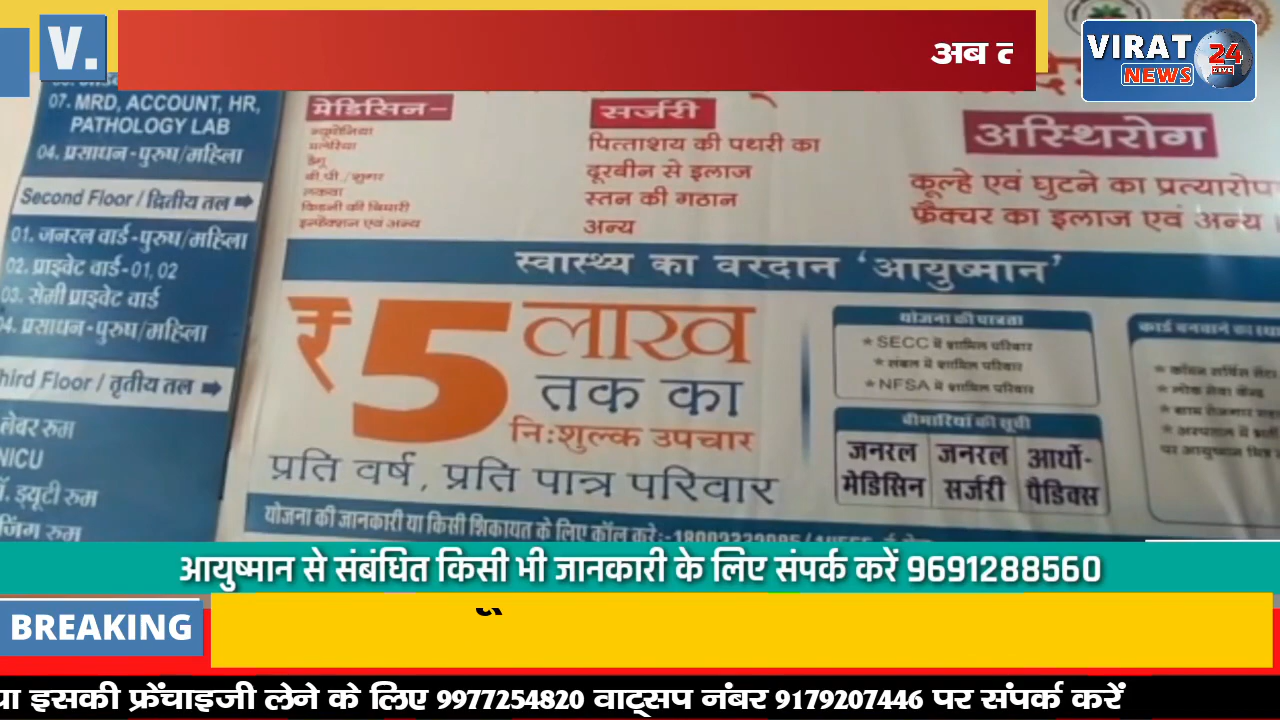 V.
अब
VIRAT
24
LIVE
NEWS
07. MRD, ACCOUNT, HR,
PATHOLOGY LAB
04. प्रसाधन-पुरुष/महिला
Second Floor / द्वितीय तल
01. जनरल वार्ड-पुरुष/महिला
02. प्राइवेट वार्ड-01,02
03. सेमी प्राइवेट वार्ड
04. प्रसाधन-पुरुष/महिला
Third Floor / तृतीय तल
लेबर रुम
NICU
डॉ. ड्यूटी रुम
रुम
मेडिसिन-
मलेरिया
डेंगू
बी.पी./शुगर
लकवा
किडनी की बिमारी
इन्फेक्शन एवं अन्य
सर्जरी
पित्ताशय की पथरी का
दूरबीन से इलाज
स्तन की गठान
अन्य
अस्थिरोग
कूल्हे एवं घुटने का
फ्रैक्चर का इलाज एवं अन्य
स्वास्थ्य का वरदान 'आयुष्मान'
₹5 लाख
तक का
निःशुल्क उपचार
प्रति वर्ष, प्रति पात्र परिवार
योजना की पात्रता
* SECC में शामिल परिवार
* संबल में शामिल परिवार
* NFSA में शामिल परिवार
बीमारियों की सूची
जनरल मेडिसिन
जनरल सर्जरी
आर्थो-पैडिक्स
कार्ड बनवाने का
योजना की जानकारी या किसी शिकायत के लिए कॉल करें:-
आयुष्मान से संबंधित किसी भी जानकारी के लिए संपर्क करें 9691288560
BREAKING
इसकी फ्रेंचाइजी लेने के लिए 9977254820 वाट्सप नंबर 9179207446 पर संपर्क करें